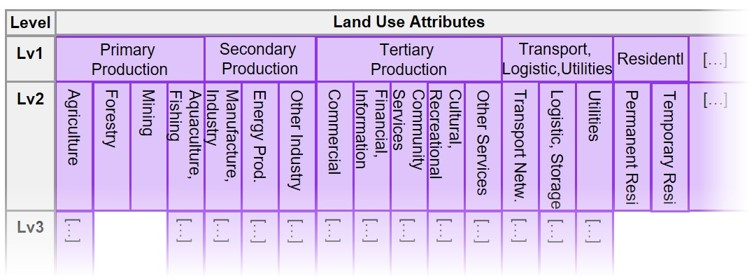 Level
Land Use Attributes
Lv1
Primary
Production
Secondary
Production
Tertiary
Production
Transport,
Logistic,Utilities
Residentl
[...]
Lv2
Agriculture
Forestry
Mining
Aquaculture,
Fishing
Manufacture,
Industry
Energy Prod.
Other Industry
Commercial
Financial,
Information
Community
Services
Cultural,
Recreational
Other Services
Transport Netw.
Logistic, Storage
Utilities
Permanent Resi
Temporary Resi
[...]
Lv3
[...]
[...]
[...]
[...]
[...]
[...]
[...]
[...]
[...]
[...]
[...]
[...]
[...]